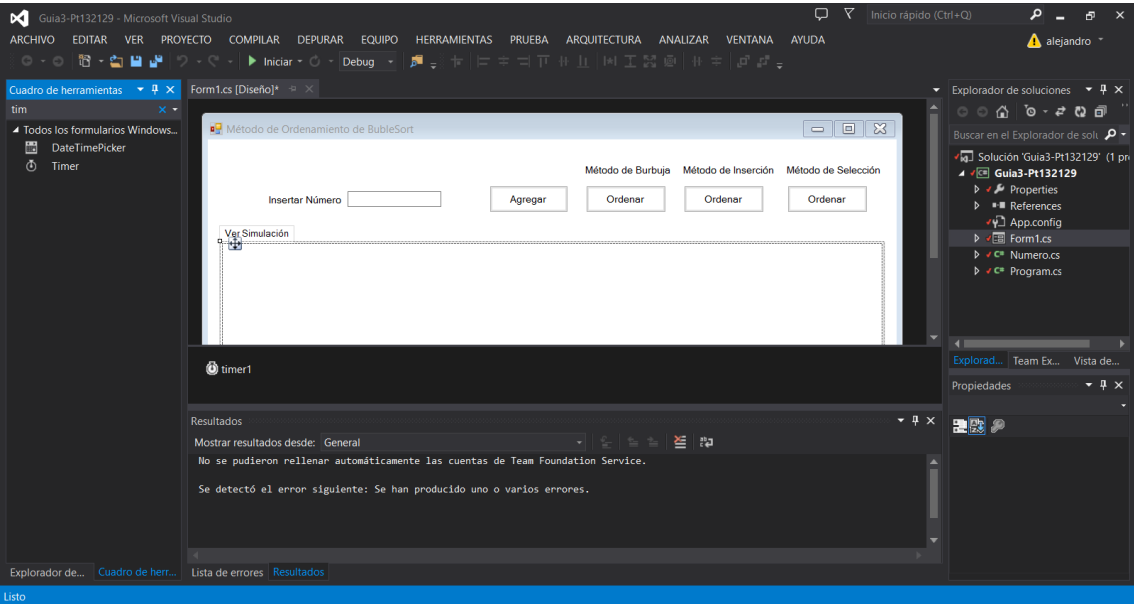 Guia3-Pt132129 - Microsoft Visual Studio
Inicio rápido (Ctrl+Q)
ARCHIVO EDITAR VER PROYECTO COMPILAR DEPURAR EQUIPO HERRAMIENTAS PRUEBA ARQUITECTURA ANALIZAR VENTANA AYUDA
alejandro
Iniciar
Debug
Cuadro de herramientas
tim
Todos los formularios Windows...
DateTimePicker
Timer
Explorador de...
Cuadro de herr...
Form1.cs [Diseño]*
Método de Ordenamiento de BubleSort
Método de Burbuja Método de Inserción Método de Selección
Insertar Número
Agregar
Ordenar
Ordenar
Ordenar
Ver Simulación
timer1
Resultados
Mostrar resultados desde: General
No se pudieron rellenar automáticamente las cuentas de Team Foundation Service.
Se detectó el error siguiente: Se han producido uno o varios errores.
Lista de errores
Resultados
Explorador de soluciones
Buscar en el Explorador de solu
Solución 'Guia3-Pt132129' (1 pr
C#
Guia3-Pt132129
Properties
References
App.config
Form1.cs
C# Numero.cs
C# Program.cs
Explorad...
Team Ex...
Vista de...
Propiedades
Listo